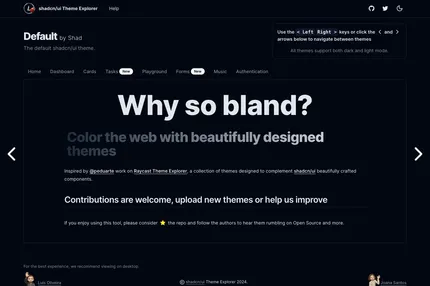 shadcn/ui Theme Explorer Help
Default by Shad
The default shadcn/ui theme.
Use the < Left Right > keys or click the < and >
arrows below to navigate between themes
All themes support both dark and light mode.
Home Dashboard Cards Tasks New Playground Forms New Music Authentication
Why so bland?
Color the web with beautifully designed
themes
Inspired by @peduarte work on Raycast Theme Explorer, a collection of themes designed to complement shadcn/ui beautifully crafted
components.
Contributions are welcome, upload new themes or help us improve
If you enjoy using this tool, please consider ⭐ the repo and follow the authors to hear them rumbling on Open Source and more.
For the best experience, we recommend viewing on desktop
Luis Oliveira
© shadcn/ui Theme Explorer 2024.
Joana Santos